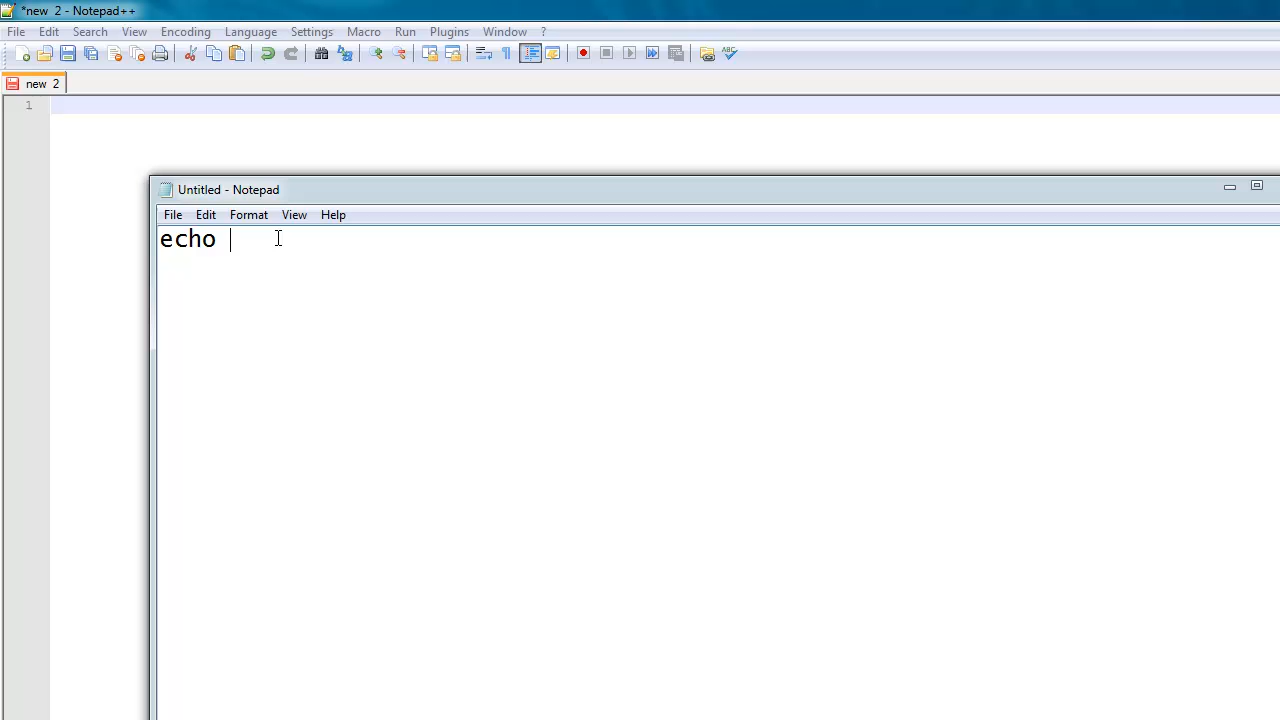 *new 2 - Notepad++
File Edit Search View Encoding Language Settings Macro Run Plugins Window ?
new 2
1
Untitled - Notepad
File Edit Format View Help
echo